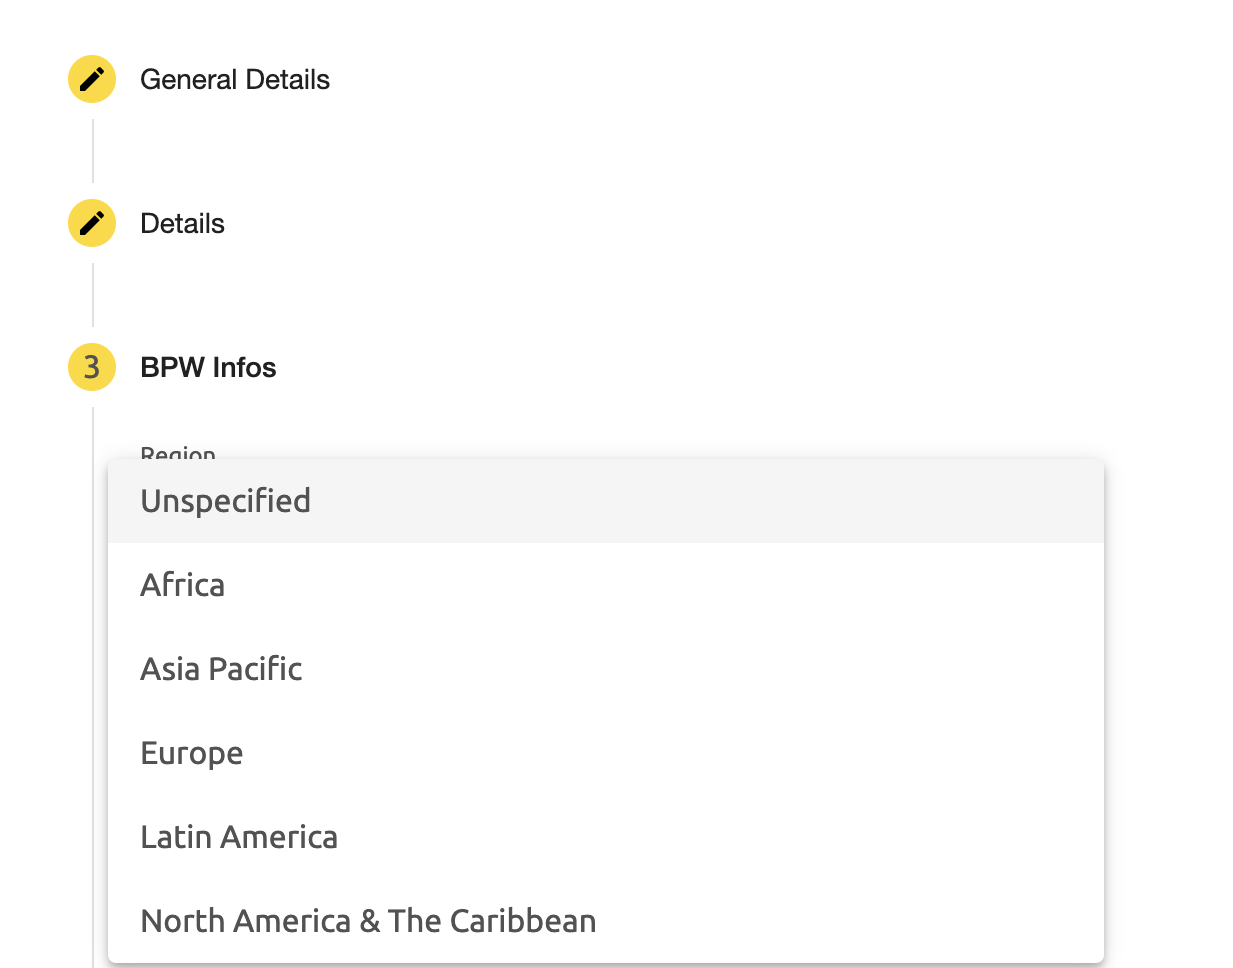 General Details
Details
3 BPW Infos
Region
Unspecified
Africa
Asia Pacific
Europe
Latin America
North America & The Caribbean